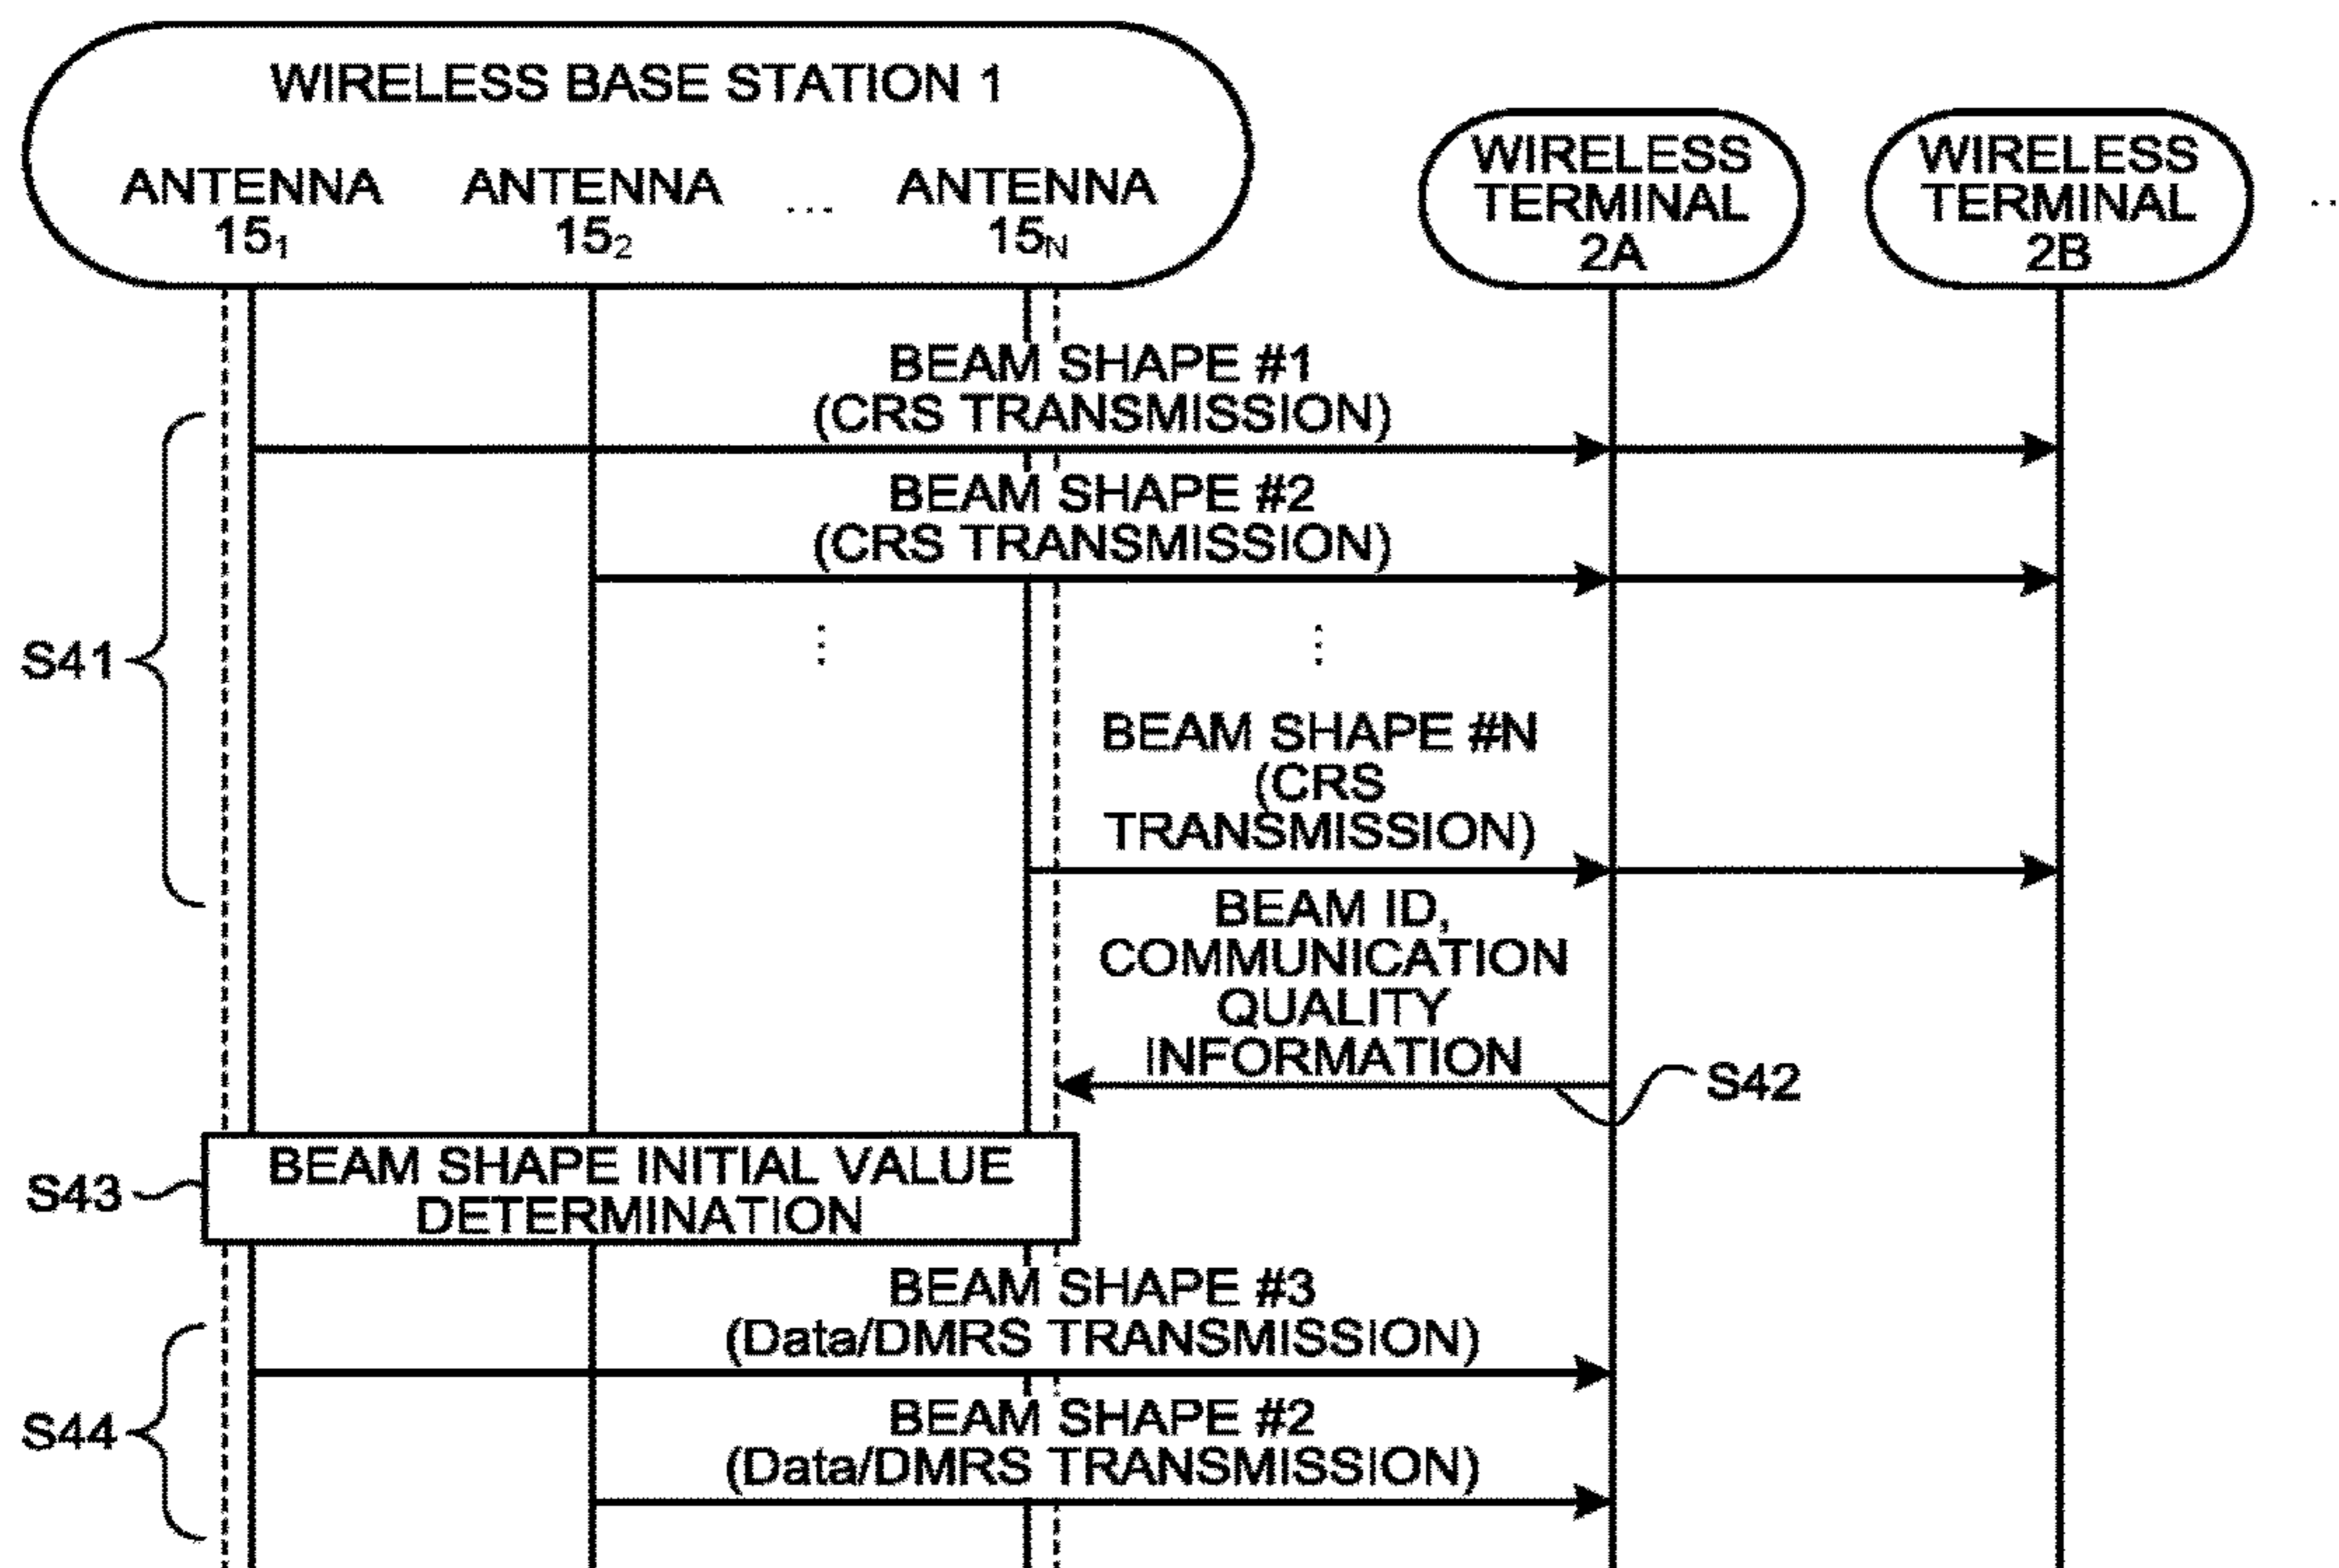 WIRELESS BASE STATION 1
ANTENNA
15₁
ANTENNA
15₂
...
ANTENNA
15N
WIRELESS
TERMINAL
2A
WIRELESS
TERMINAL
2B
..
BEAM SHAPE #1
(CRS TRANSMISSION)
BEAM SHAPE #2
(CRS TRANSMISSION)
S41
BEAM SHAPE #N
(CRS
TRANSMISSION)
BEAM ID,
COMMUNICATION
QUALITY
INFORMATION
S42
S43
BEAM SHAPE INITIAL VALUE
DETERMINATION
BEAM SHAPE #3
(Data/DMRS TRANSMISSION)
S44
BEAM SHAPE #2
(Data/DMRS TRANSMISSION)